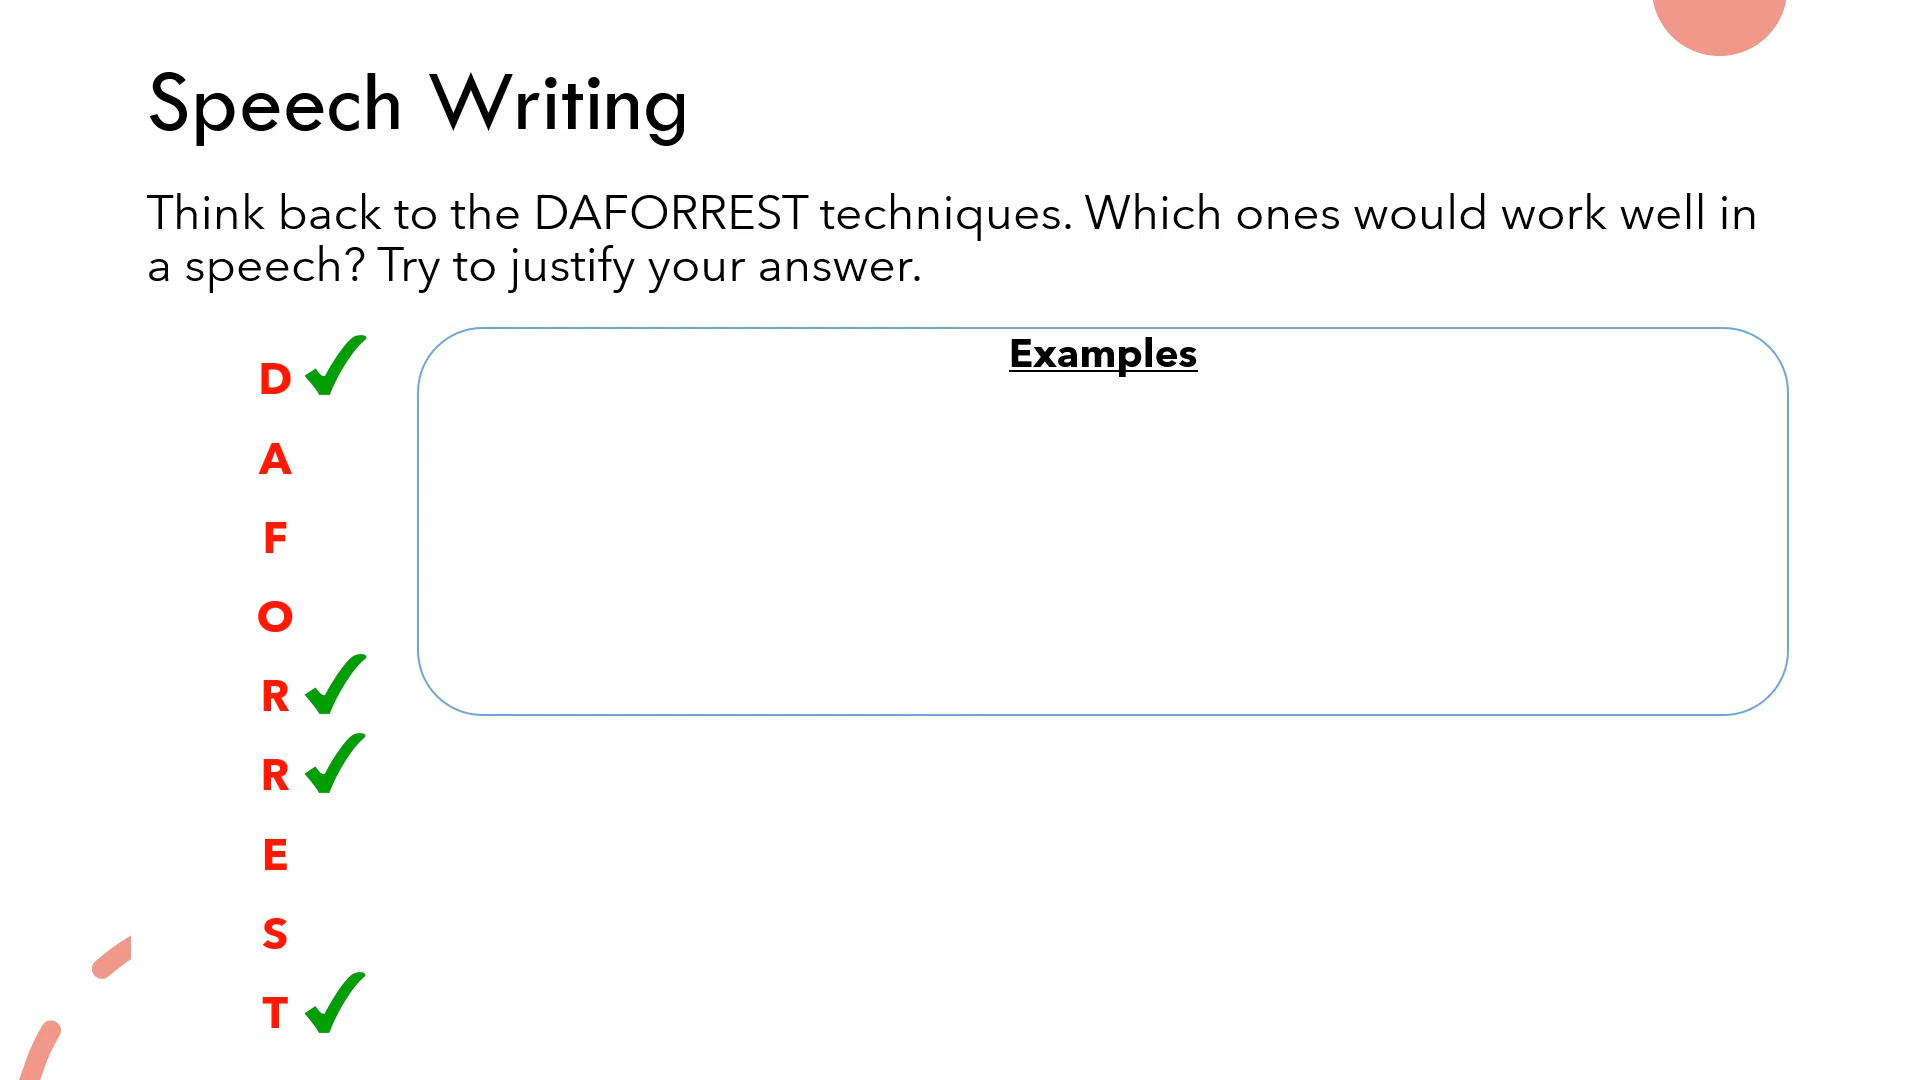 Speech Writing
Think back to the DAFORREST techniques. Which ones would work well in
a speech? Try to justify your answer.
Examples
D
A
F
O
R
R
E
S
T